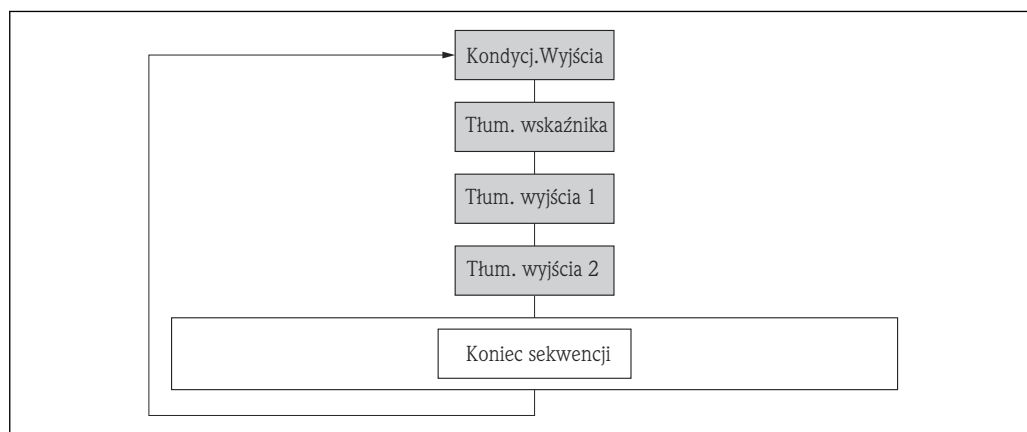 Kondycj.Wyjścia
Tłum. wskaźnika
Tłum. wyjścia 1
Tłum. wyjścia 2
Koniec sekwencji